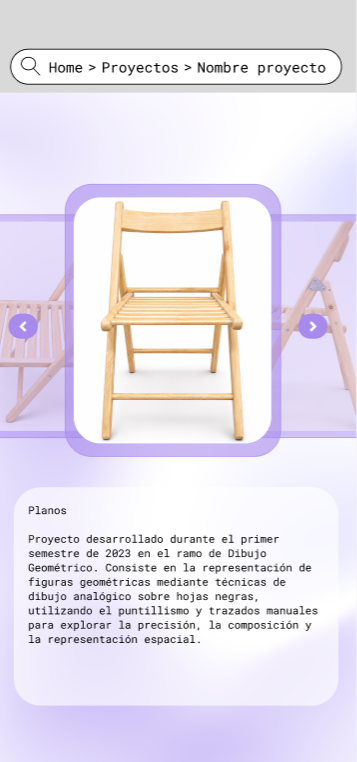 Home > Proyectos > Nombre proyecto
Planos
Proyecto desarrollado durante el primer
semestre de 2023 en el ramo de Dibujo
Geométrico. Consiste en la representación de
figuras geométricas mediante técnicas de
dibujo analógico sobre hojas negras,
utilizando el puntillismo y trazados manuales
para explorar la precisión, la composición y
la representación espacial.